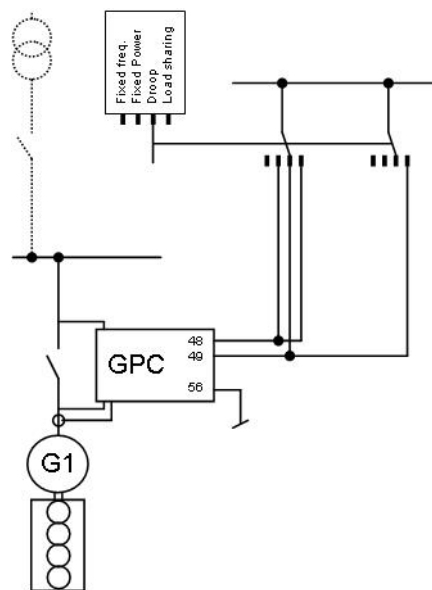 Fixed freq.
Fixed Power
Droop
Load sharing
48
49
GPC
56
G1